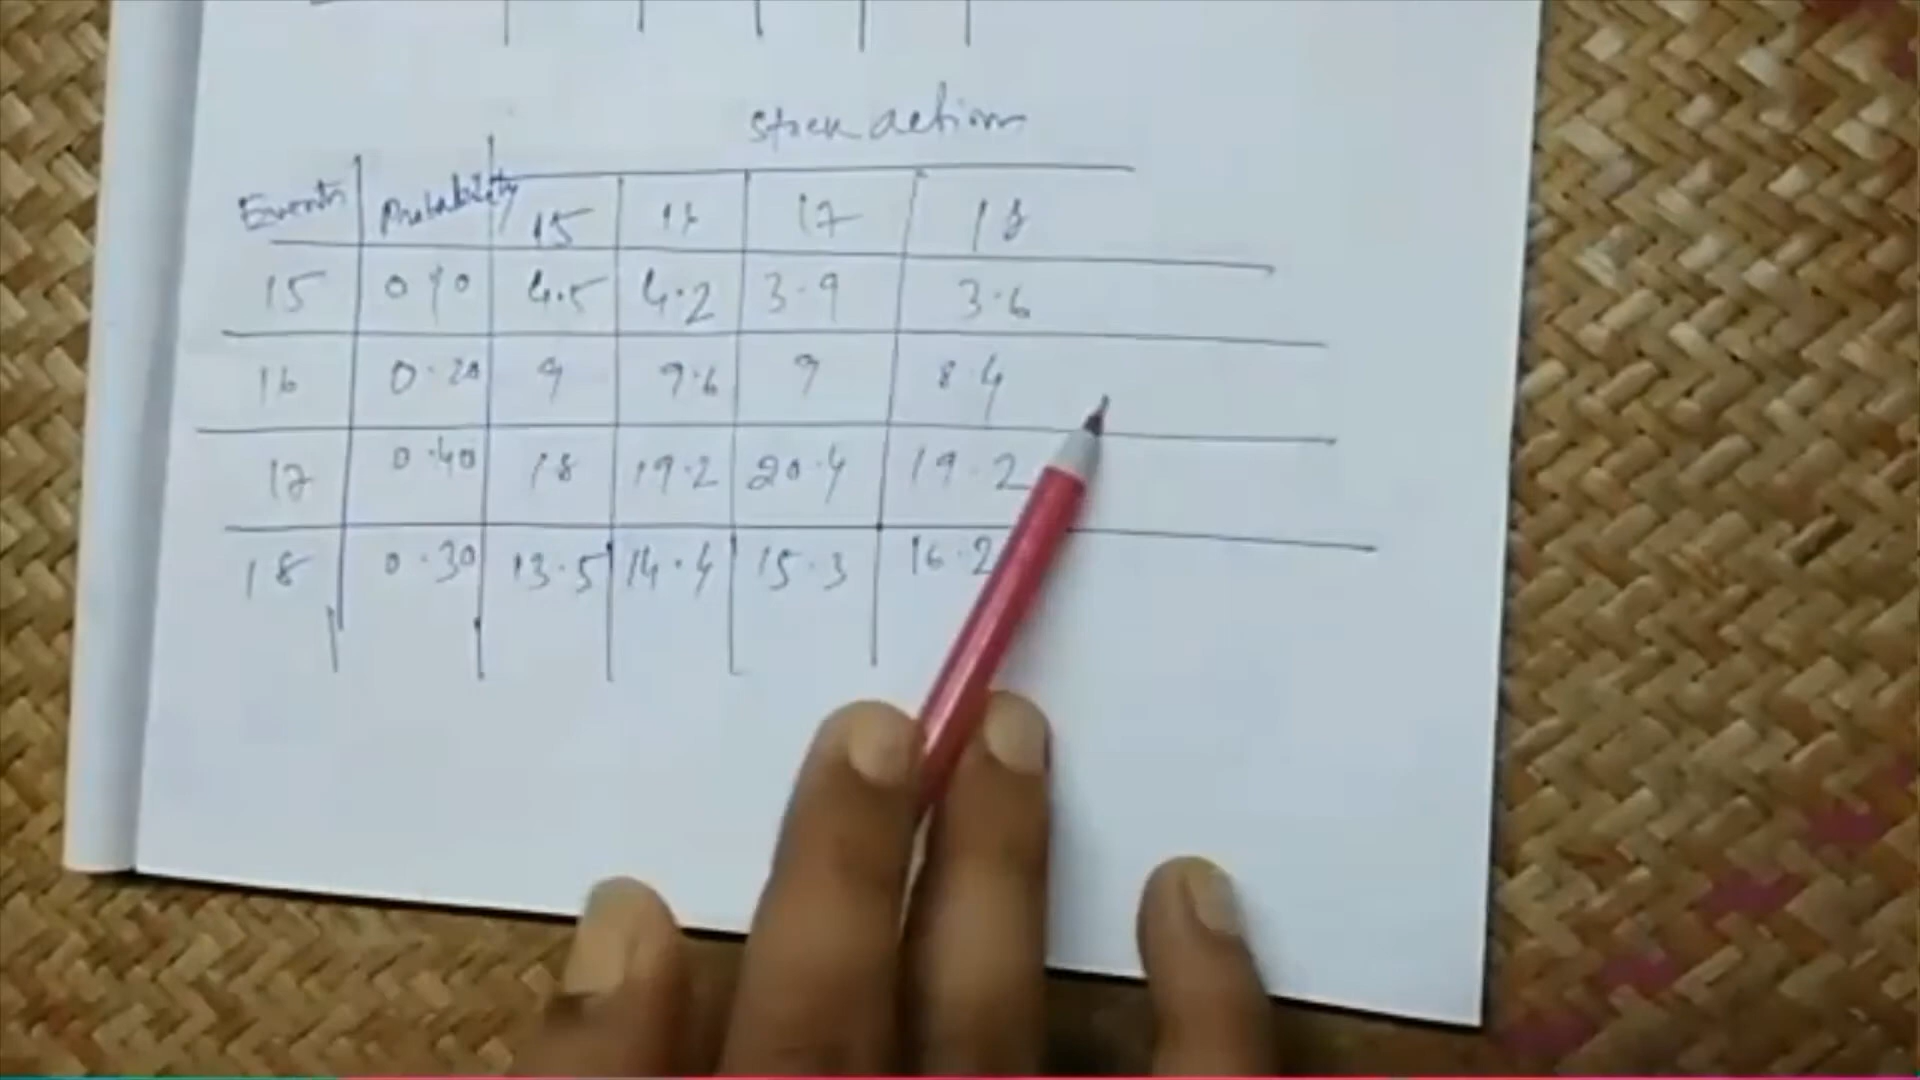 Stock actions
Events Probability 15 16 17 18
15 0.10 4.5 4.2 3.9 3.6
16 0.20 9 9.6 9 8.4
17 0.40 18 19.2 20.4 19.2
18 0.30 13.5 14.4 15.3 16.2